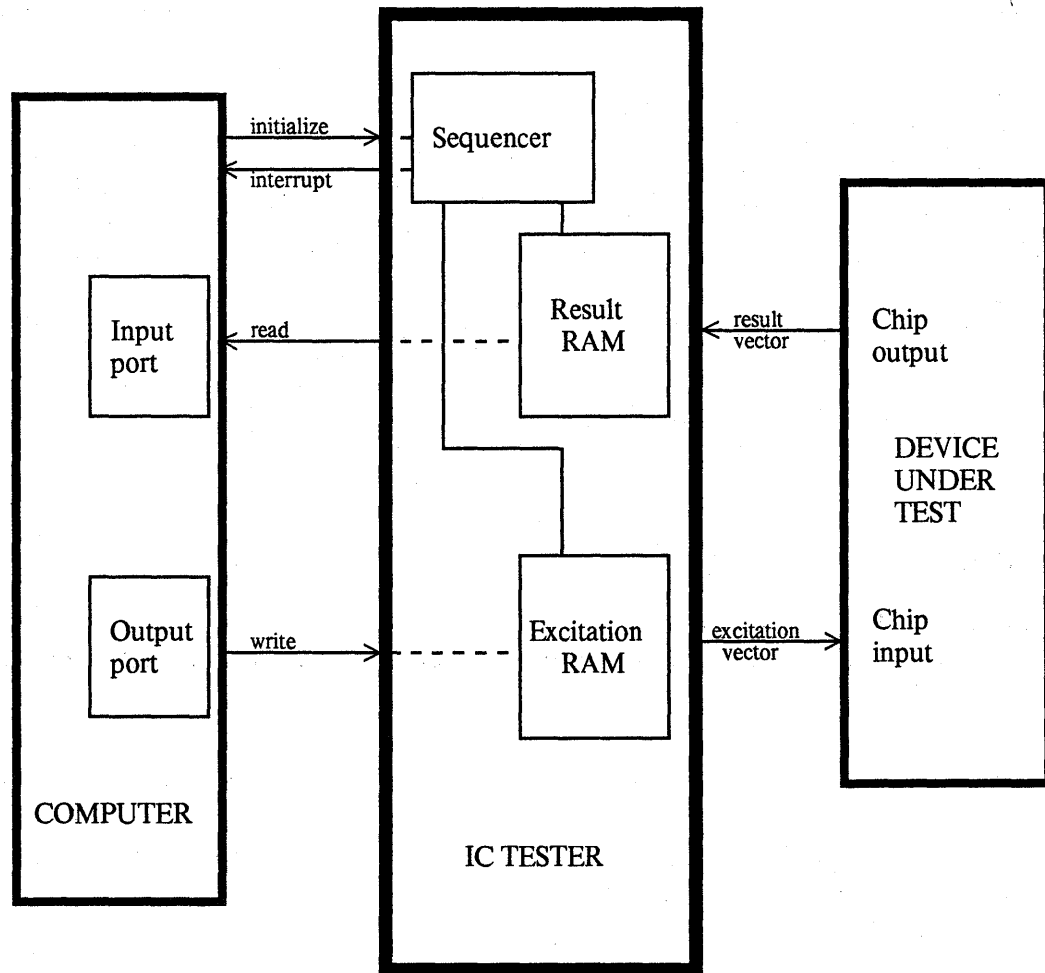 initialize
interrupt
Sequencer
Input
port
read
Result
RAM
result
vector
Chip
output
DEVICE
UNDER
TEST
Output
port
write
Excitation
RAM
excitation
vector
Chip
input
COMPUTER
IC TESTER